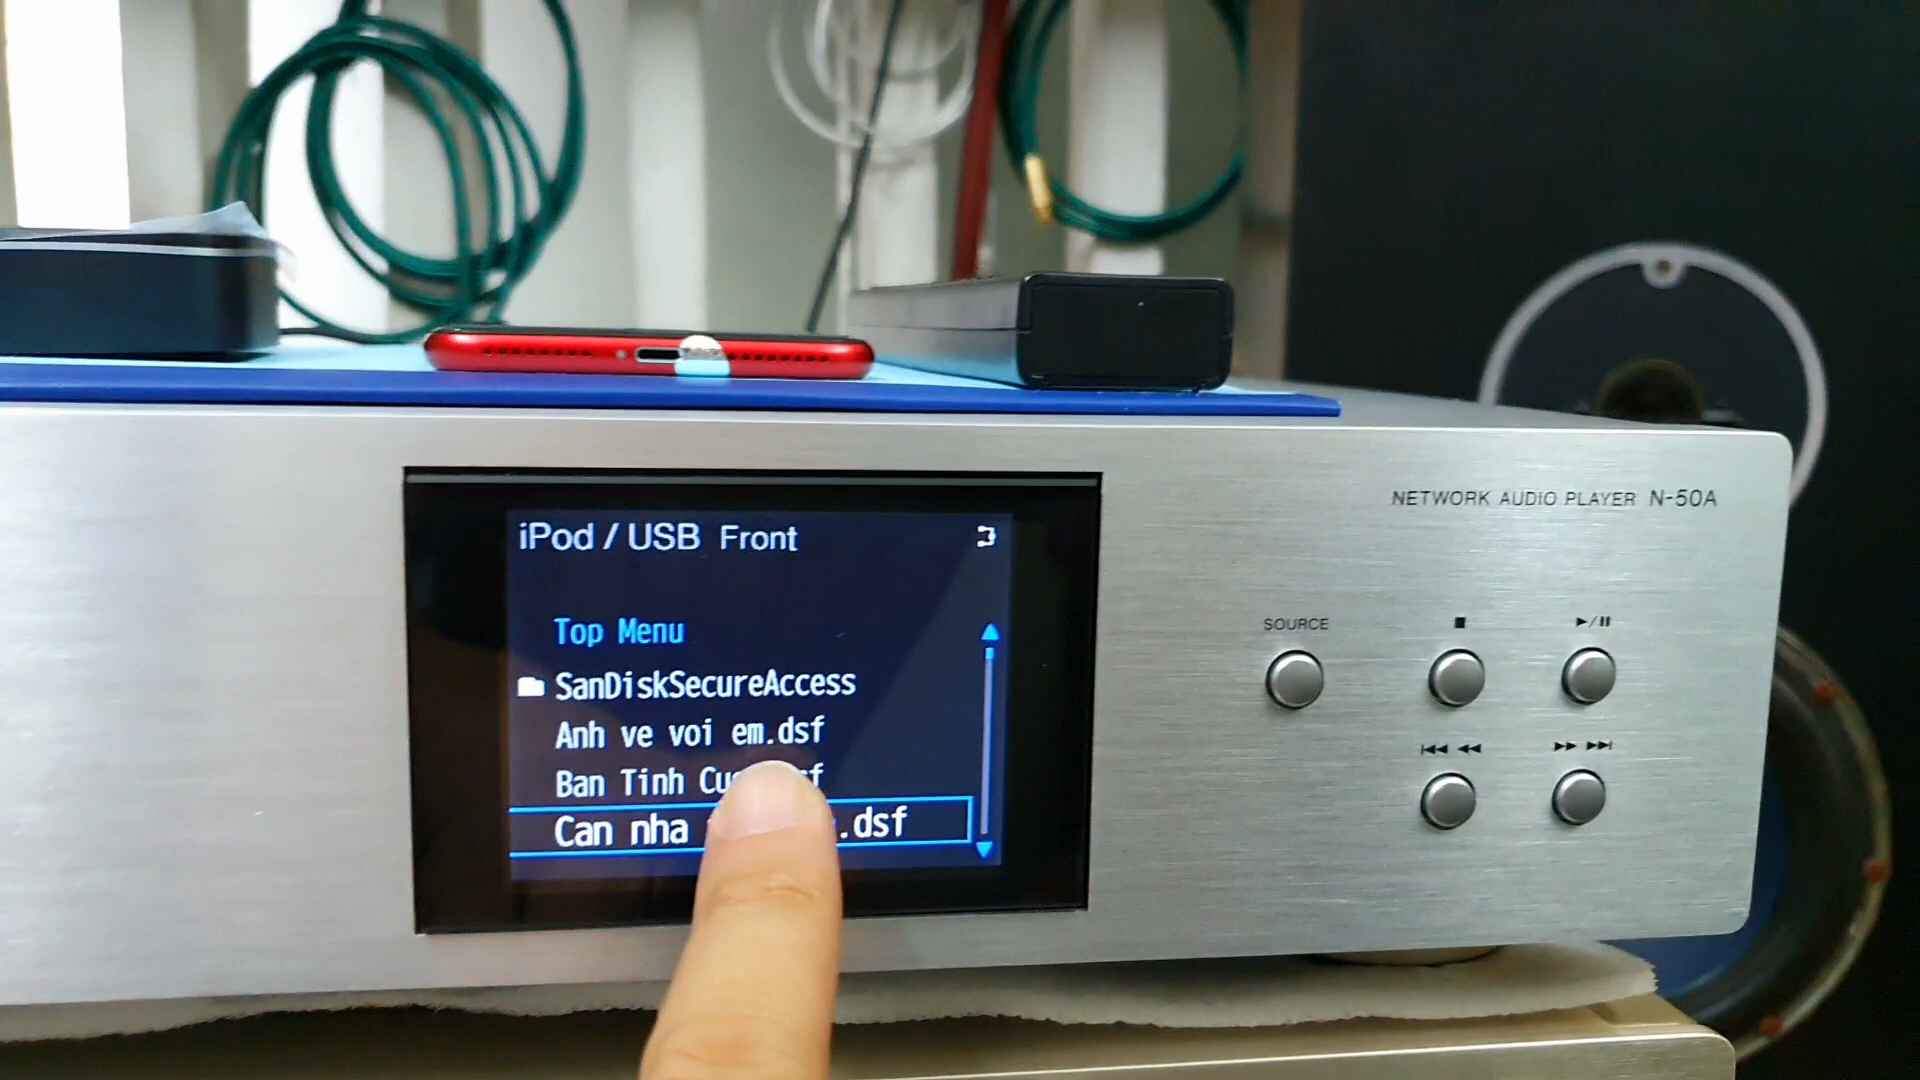 NETWORK AUDIO PLAYER N-50A
iPod / USB Front
Top Menu
SanDiskSecureAccess
Anh ve voi em.dsf
Ban Tinh
Can nha .dsf
SOURCE